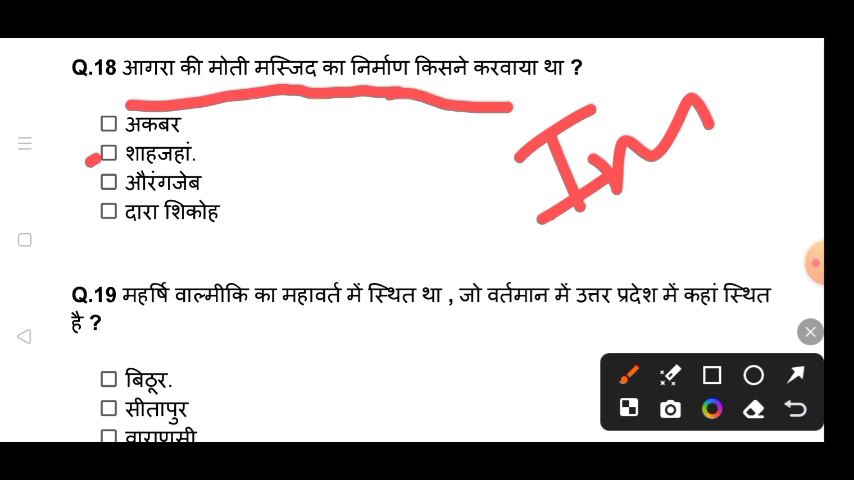 Q.18 आगरा की मोती मस्जिद का निर्माण किसने करवाया था ?
अकबर
शाहजहां.
औरंगजेब
दारा शिकोह
Q.19 महर्षि वाल्मीकि का महावर्त में स्थित था , जो वर्तमान में उत्तर प्रदेश में कहां स्थित
है ?
बिठूर.
सीतापुर
वाराणसी